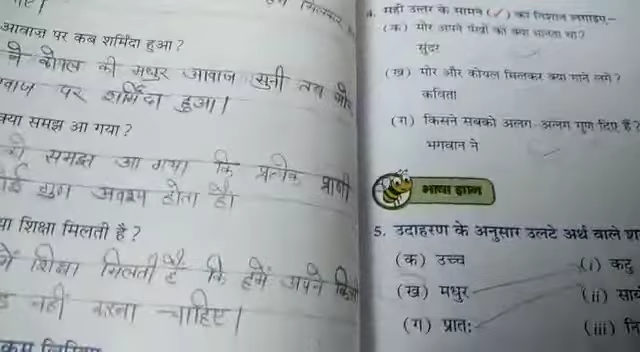 आवाज़ पर कब शर्मिंदा हुआ ?
ने कोयल की मधुर आवाज सुनी तब मोर
पर शर्मिंदा हुआ।
क्या समझ आ गया ?
समझ आ गया कि प्रत्येक प्राणी
गुण अवश्य होता है।
शिक्षा मिलती है ?
शिक्षा मिलती है कि हमें अपने किसी
नहीं करना चाहिए।
4. सही उत्तर के सामने (✓) का निशान लगाइए–
(क) मोर अपने पंखों को क्या मानता था?
सुंदर
(ख) मोर और कोयल मिलकर क्या गाने लगे?
कविता
(ग) किसने सबको अलग-अलग गुण दिए हैं?
भगवान ने
भाषा ज्ञान
5. उदाहरण के अनुसार उलटे अर्थ वाले
(क) उच्च (i) कटु
(ख) मधुर (ii)
(ग) प्रातः (iii)